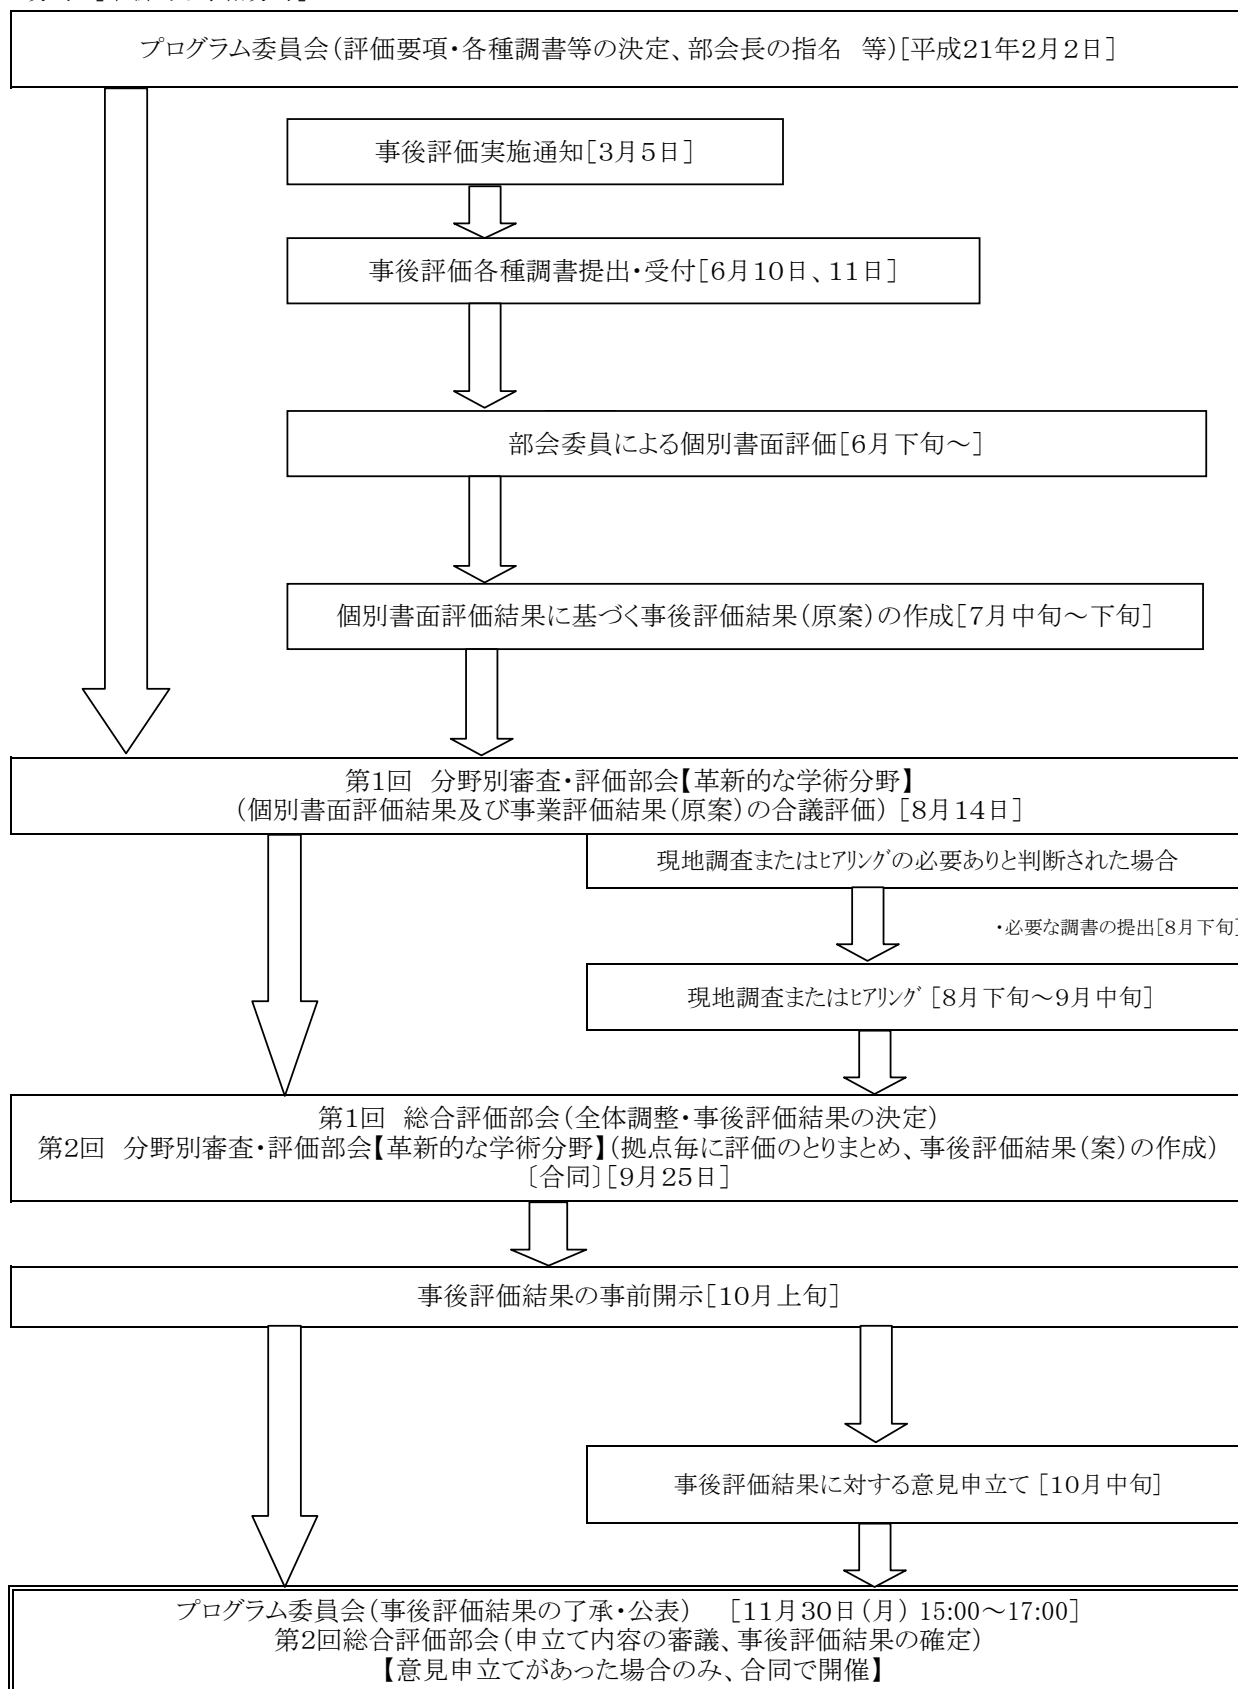 プログラム委員会(評価要項・各種調書等の決定、部会長の指名 等)[平成21年2月2日]
事後評価実施通知[3月5日]
事後評価各種調書提出・受付[6月10日、11日]
部会委員による個別書面評価[6月下旬～]
個別書面評価結果に基づく事後評価結果(原案)の作成[7月中旬～下旬]
第1回 分野別審査・評価部会【革新的な学術分野】
(個別書面評価結果及び事業評価結果(原案)の合議評価) [8月14日]
現地調査またはﾋｱﾘﾝｸﾞの必要ありと判断された場合
・必要な調書の提出[8月下旬]
現地調査またはﾋｱﾘﾝｸﾞ [8月下旬～9月中旬]
第1回 総合評価部会(全体調整・事後評価結果の決定)
第2回 分野別審査・評価部会【革新的な学術分野】(拠点毎に評価のとりまとめ、事後評価結果(案)の作成)
〔合同〕[9月25日]
事後評価結果の事前開示[10月上旬]
事後評価結果に対する意見申立て [10月中旬]
プログラム委員会(事後評価結果の了承・公表) [11月30日(月) 15:00～17:00]
第2回総合評価部会(申立て内容の審議、事後評価結果の確定)
【意見申立てがあった場合のみ、合同で開催】